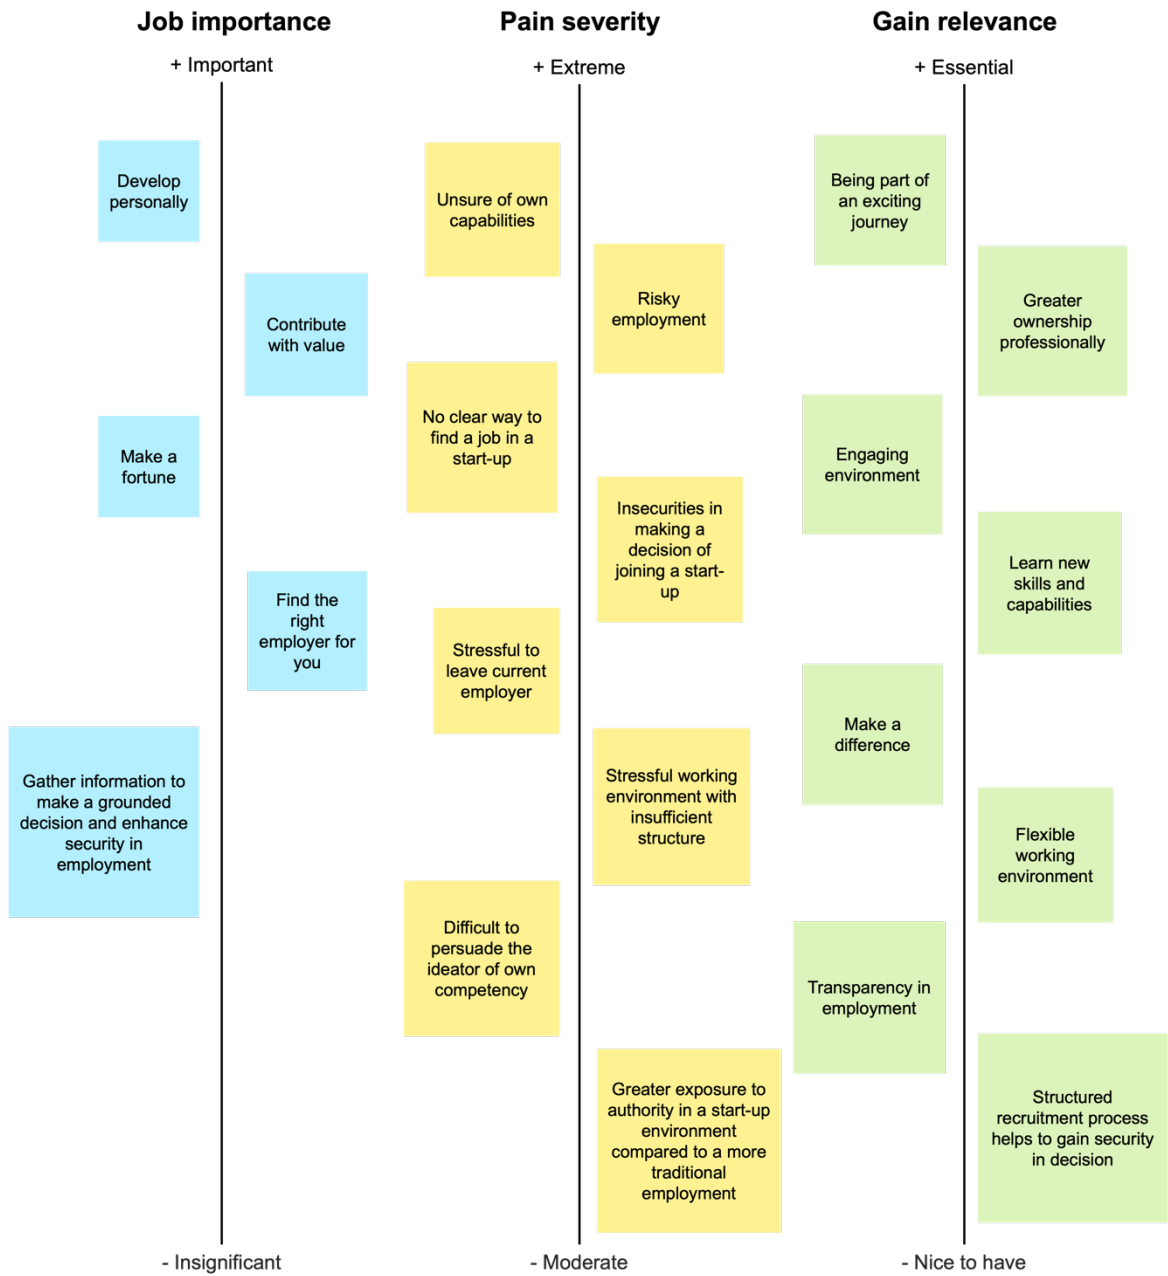 Job importance
+ Important
Develop
personally
Contribute
with value
Make a
fortune
Find the
right
employer for
you
Gather information to
make a grounded
decision and enhance
security in
employment
- Insignificant
Pain severity
+ Extreme
Unsure of own
capabilities
Risky
employment
No clear way to
find a job in a
start-up
Insecurities in
making a
decision of
joining a start-
up
Stressful to
leave current
employer
Stressful working
environment with
insufficient
structure
Difficult to
persuade the
ideator of own
competency
Greater exposure to
authority in a start-up
environment
compared to a more
traditional
employment
- Moderate
Gain relevance
+ Essential
Being part of
an exciting
journey
Greater
ownership
professionally
Engaging
environment
Learn new
skills and
capabilities
Make a
difference
Flexible
working
environment
Transparency in
employment
Structured
recruitment process
helps to gain security
in decision
- Nice to have